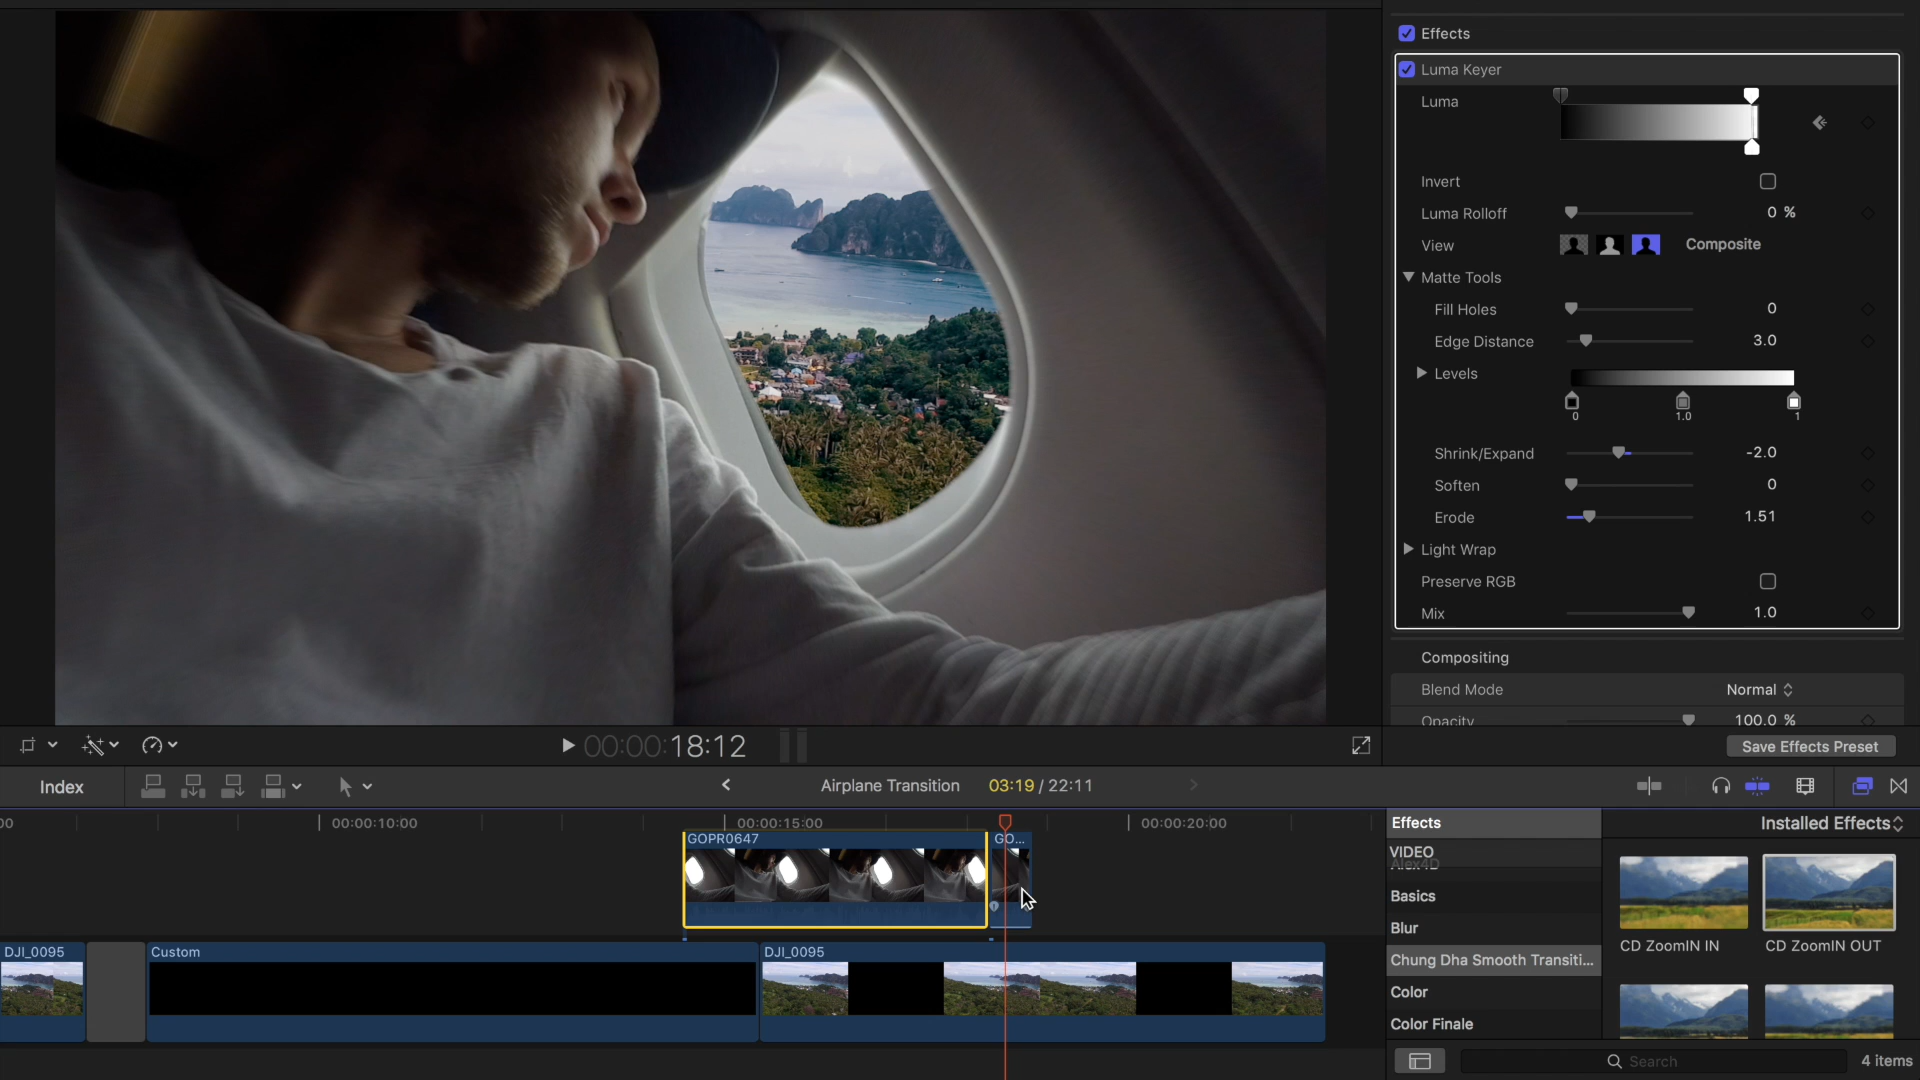 Effects
Luma Keyer
Luma
Invert
Luma Rolloff
0 %
View
Composite
Matte Tools
Fill Holes
0
Edge Distance
3.0
Levels
0
1.0
1
Shrink/Expand
-2.0
Soften
0
Erode
1.51
Light Wrap
Preserve RGB
Mix
1.0
Compositing
Blend Mode
Normal
Opacity
100.0 %
00:00:18:12
Save Effects Preset
Index
Airplane Transition
03:19 / 22:11
00
00:00:10:00
00:00:15:00
00:00:20:00
GOPR0647
GO...
DJI_0095
Custom
DJI_0095
Effects
Installed Effects
VIDEO
Alex4D
Basics
Blur
Chung Dha Smooth Transiti...
Color
Color Finale
CD ZoomIN IN
CD ZoomIN OUT
Search
4 items